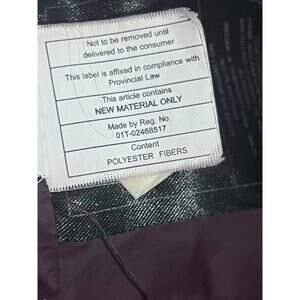 Not to be removed until
delivered to the consumer
This label is affixed in compliance with
Provincial Law
This article contains
NEW MATERIAL ONLY
Made by Reg. No.
01T-02468517
Content
POLYESTER FIBERS